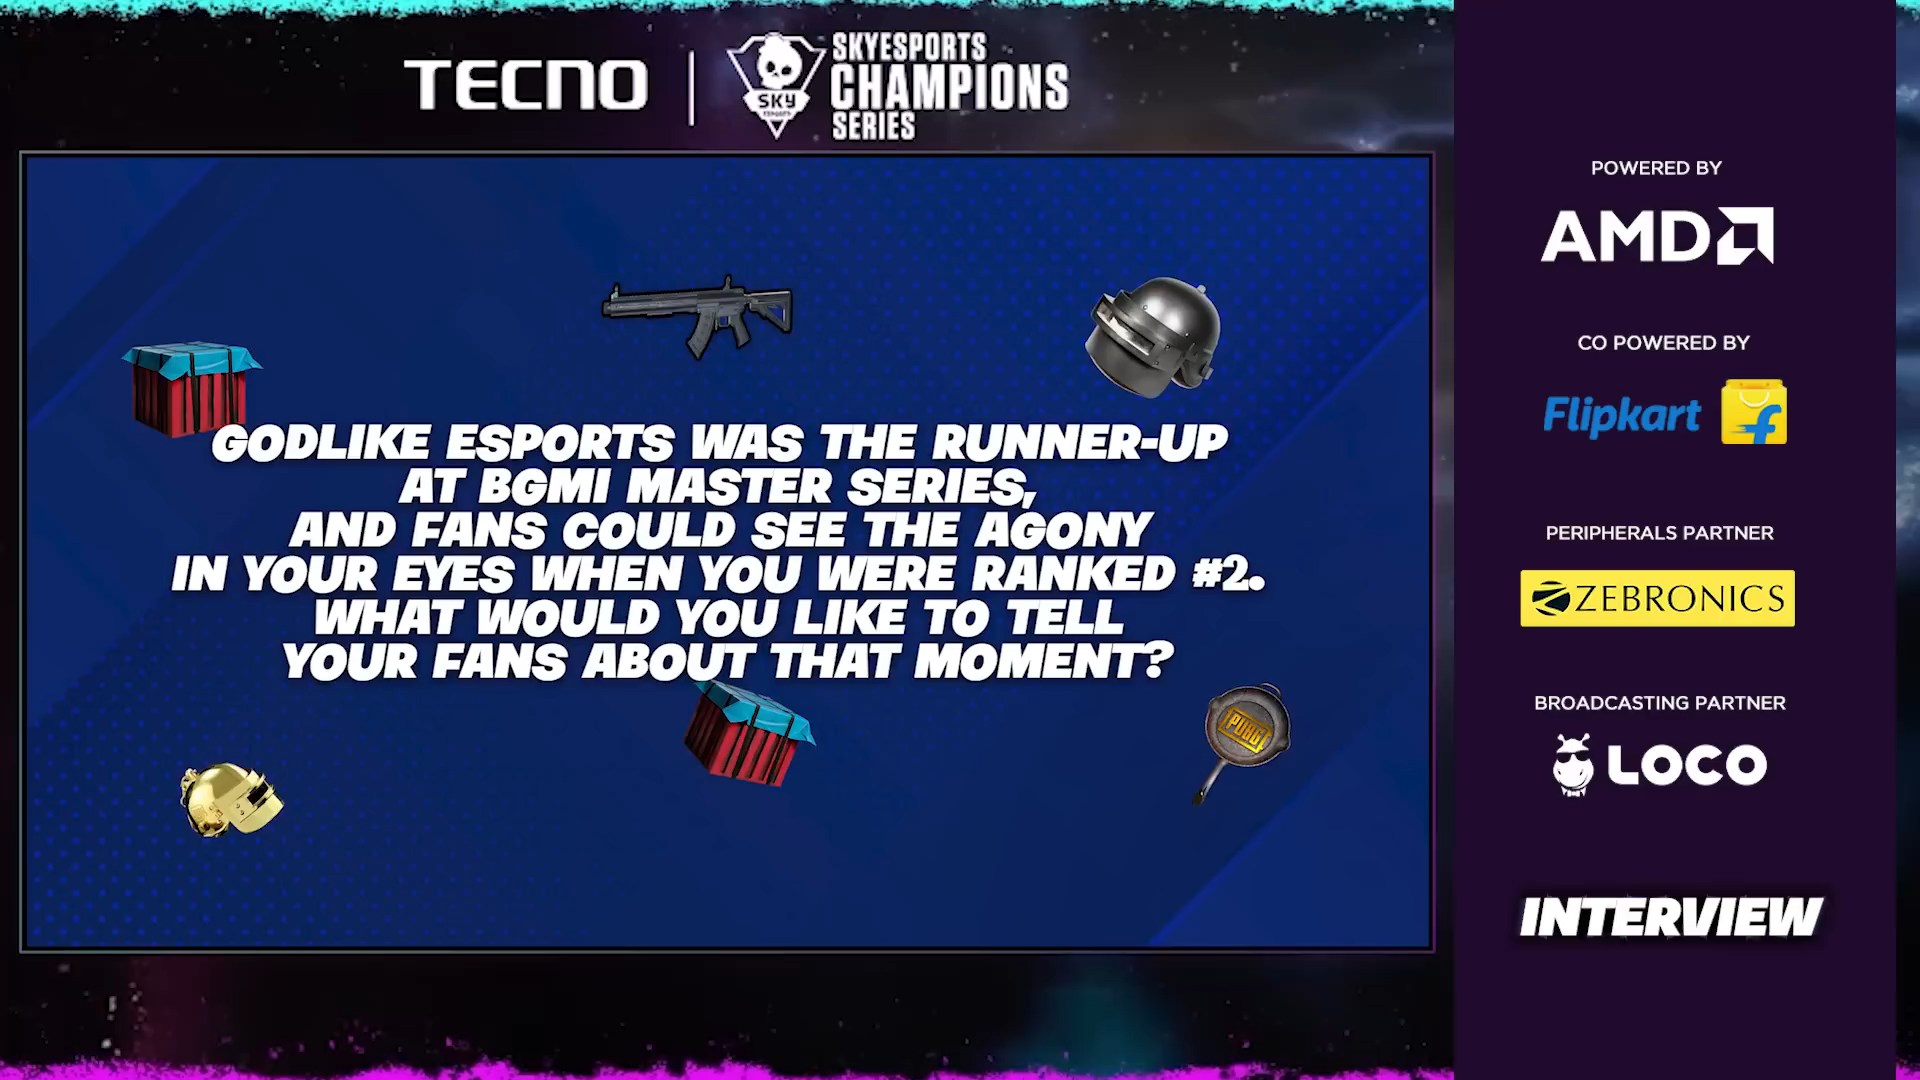 TECNO
SKYESPORTS
CHAMPIONS
SERIES
SKY
GODLIKE ESPORTS WAS THE RUNNER-UP
AT BGMI MASTER SERIES,
AND FANS COULD SEE THE AGONY
IN YOUR EYES WHEN YOU WERE RANKED #2.
WHAT WOULD YOU LIKE TO TELL
YOUR FANS ABOUT THAT MOMENT?
PUBG
POWERED BY
AMD
CO POWERED BY
Flipkart
PERIPHERALS PARTNER
ZEBRONICS
BROADCASTING PARTNER
LOCO
INTERVIEW